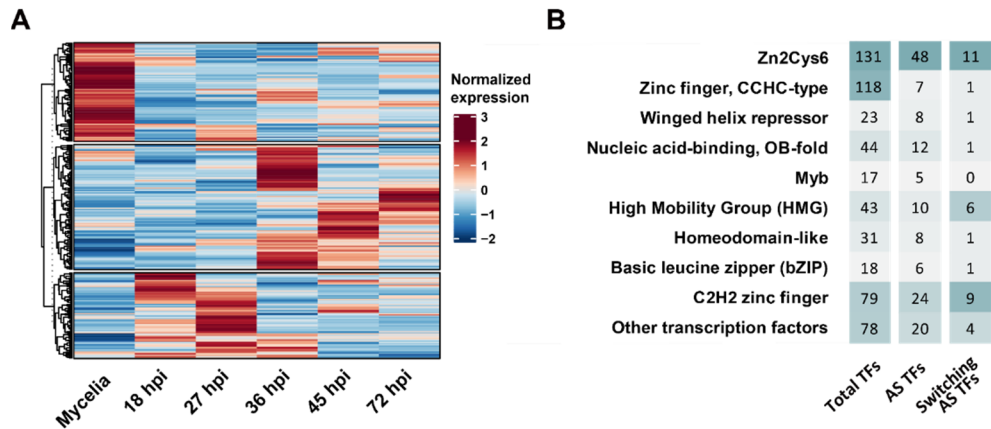 A
Normalized
expression
3
2
1
0
−1
−2
Mycelia
18 hpi
27 hpi
36 hpi
45 hpi
72 hpi
B
Zn2Cys6 131 48 11
Zinc finger, CCHC-type 118 7 1
Winged helix repressor 23 8 1
Nucleic acid-binding, OB-fold 44 12 1
Myb 17 5 0
High Mobility Group (HMG) 43 10 6
Homeodomain-like 31 8 1
Basic leucine zipper (bZIP) 18 6 1
C2H2 zinc finger 79 24 9
Other transcription factors 78 20 4
Total TFs
AS TFs
Switching
AS TFs